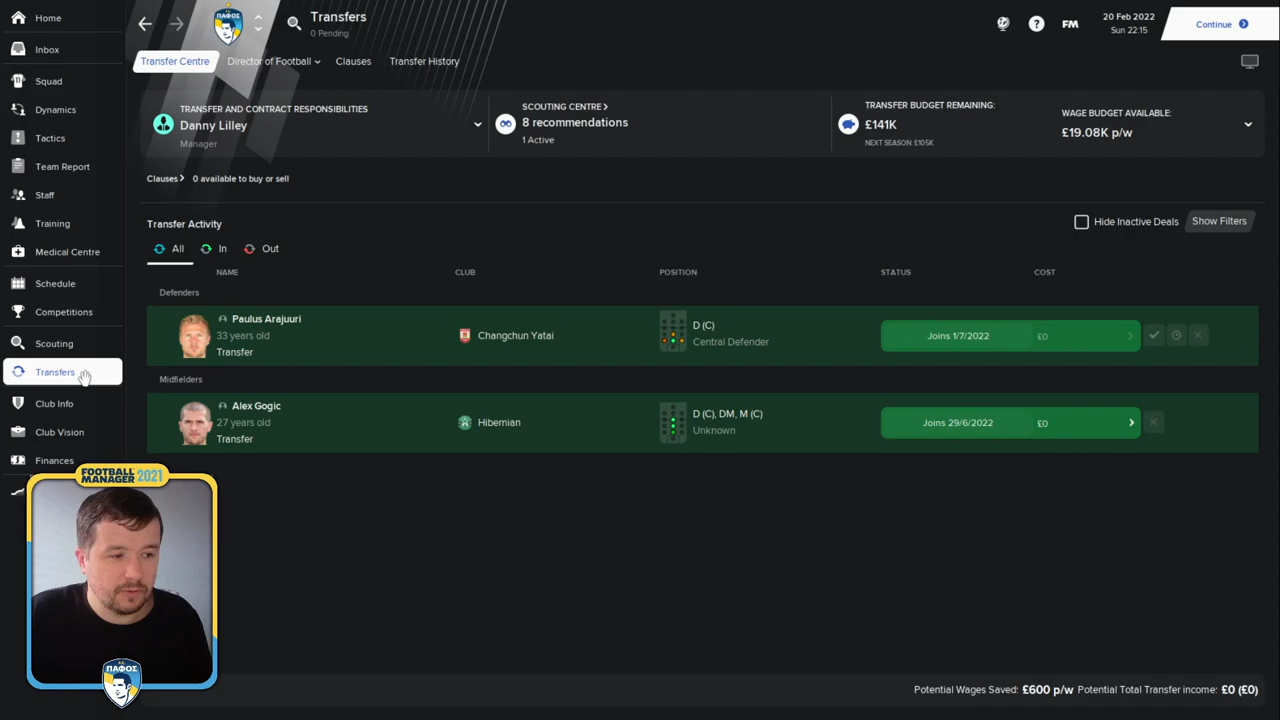 Home
Inbox
Squad
Dynamics
Tactics
Team Report
Staff
Training
Medical Centre
Schedule
Competitions
Scouting
Transfers
Club Info
Club Vision
Finances
ΠΑΦΟΣ
Transfers
0 Pending
?
FM
20 Feb 2022
Sun 22:15
Continue
Transfer Centre
Director of Football
Clauses
Transfer History
TRANSFER AND CONTRACT RESPONSIBILITIES
Danny Lilley
Manager
SCOUTING CENTRE >
8 recommendations
1 Active
TRANSFER BUDGET REMAINING:
£141K
NEXT SEASON: £105K
WAGE BUDGET AVAILABLE:
£19.08K p/w
Clauses > 0 available to buy or sell
Transfer Activity
Hide Inactive Deals
Show Filters
All In Out
NAME CLUB POSITION STATUS COST
Defenders
Paulus Arajuuri
33 years old
Transfer
Changchun Yatai
D (C)
Central Defender
Joins 1/7/2022 £0
Midfielders
Alex Gogic
27 years old
Transfer
Hibernian
D (C), DM, M (C)
Unknown
Joins 29/6/2022 £0
FOOTBALL
MANAGER 2021
ΠΑΦΟΣ
Potential Wages Saved: £600 p/w Potential Total Transfer income: £0 (£0)